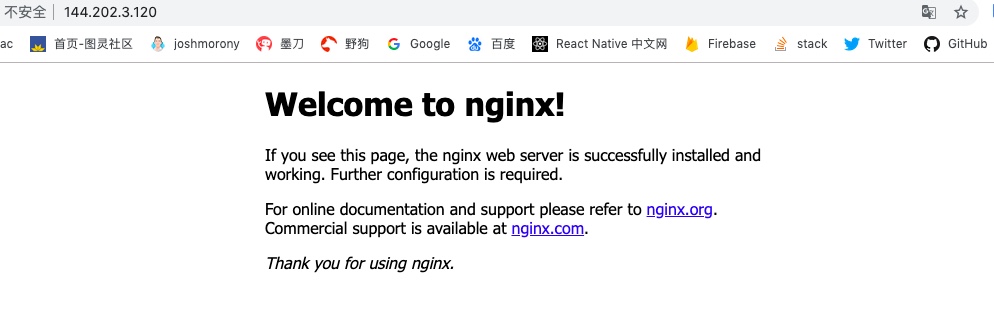 不安全 144.202.3.120
ac 首页-图灵社区 joshmorony 墨刀 野狗 Google 百度 React Native 中文网 Firebase stack Twitter GitHub
Welcome to nginx!
If you see this page, the nginx web server is successfully installed and
working. Further configuration is required.
For online documentation and support please refer to nginx.org.
Commercial support is available at nginx.com.
Thank you for using nginx.